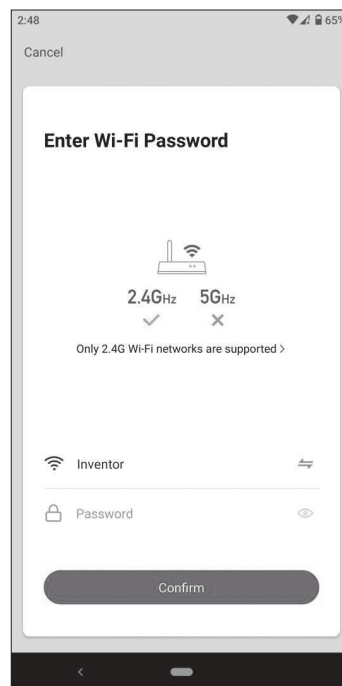 2:48 65%
Cancel
Enter Wi-Fi Password
2.4GHz 5GHz
Only 2.4G Wi-Fi networks are supported >
Inventor
Password
Confirm